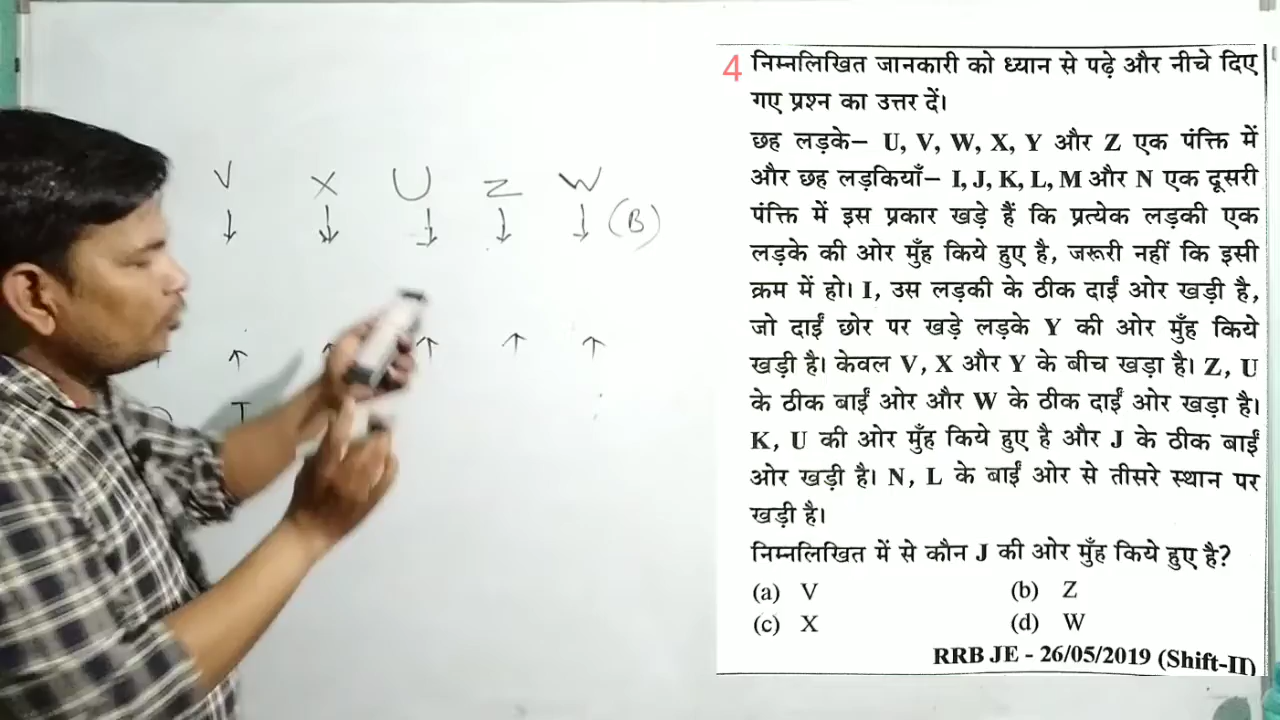 V X U Z W
(B)
I
4 निम्नलिखित जानकारी को ध्यान से पढ़े और नीचे दिए
गए प्रश्न का उत्तर दें।
छह लड़के– U, V, W, X, Y और Z एक पंक्ति में
और छह लड़कियाँ– I, J, K, L, M और N एक दूसरी
पंक्ति में इस प्रकार खड़े हैं कि प्रत्येक लड़की एक
लड़के की ओर मुँह किये हुए है, जरूरी नहीं कि इसी
क्रम में हो। I, उस लड़की के ठीक दाईं ओर खड़ी है,
जो दाईं छोर पर खड़े लड़के Y की ओर मुँह किये
खड़ी है। केवल V, X और Y के बीच खड़ा है। Z, U
के ठीक बाईं ओर और W के ठीक दाईं ओर खड़ा है।
K, U की ओर मुँह किये हुए है और J के ठीक बाईं
ओर खड़ी है। N, L के बाईं ओर से तीसरे स्थान पर
खड़ी है।
निम्नलिखित में से कौन J की ओर मुँह किये हुए है?
(a) V (b) Z
(c) X (d) W
RRB JE - 26/05/2019 (Shift-II)